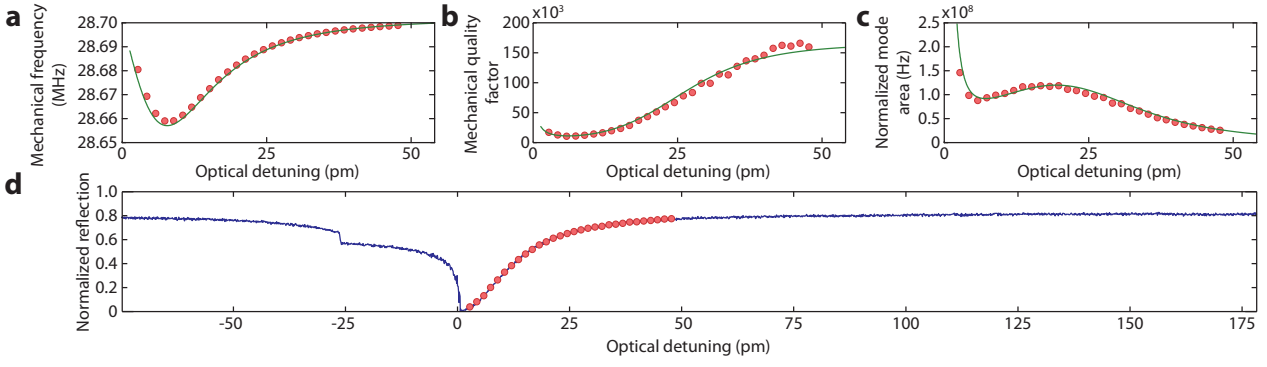 a
Mechanical frequency
(MHz)
28.70
28.69
28.68
28.67
28.66
28.65
0
25
50
Optical detuning (pm)
b
×10³
Mechanical quality
factor
200
150
100
50
0
0
25
50
Optical detuning (pm)
c
×10⁸
Normalized mode
area (Hz)
2.5
2.0
1.5
1.0
0.5
0
0
25
50
Optical detuning (pm)
d
Normalized reflection
1.0
0.8
0.6
0.4
0.2
0
-50
-25
0
25
50
75
100
125
150
175
Optical detuning (pm)